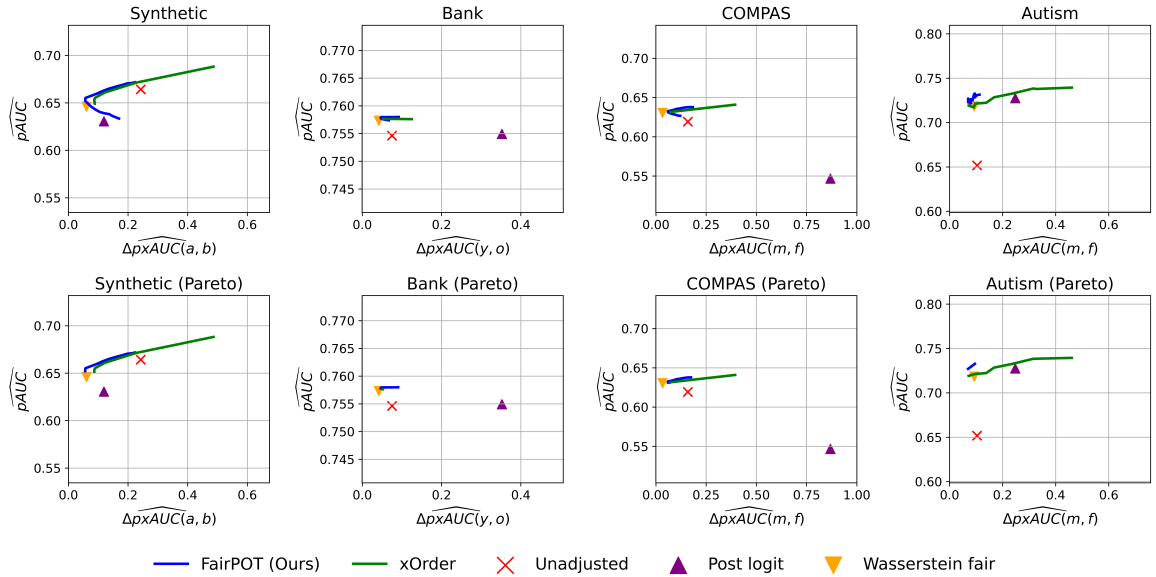 Synthetic
Bank
COMPAS
Autism
0.70
0.65
0.60
0.55
pAUC
0.0 0.2 0.4 0.6
ΔpxAUC(a, b)
0.770
0.765
0.760
0.755
0.750
0.745
pAUC
0.0 0.2 0.4
ΔpxAUC(y, o)
0.70
0.65
0.60
0.55
pAUC
0.00 0.25 0.50 0.75 1.00
ΔpxAUC(m, f)
0.80
0.75
0.70
0.65
0.60
pAUC
0.0 0.2 0.4 0.6
ΔpxAUC(m, f)
Synthetic (Pareto)
Bank (Pareto)
COMPAS (Pareto)
Autism (Pareto)
0.70
0.65
0.60
0.55
pAUC
0.0 0.2 0.4 0.6
ΔpxAUC(a, b)
0.770
0.765
0.760
0.755
0.750
0.745
pAUC
0.0 0.2 0.4
ΔpxAUC(y, o)
0.70
0.65
0.60
0.55
pAUC
0.00 0.25 0.50 0.75 1.00
ΔpxAUC(m, f)
0.80
0.75
0.70
0.65
0.60
pAUC
0.0 0.2 0.4 0.6
ΔpxAUC(m, f)
FairPOT (Ours) xOrder Unadjusted Post logit Wasserstein fair